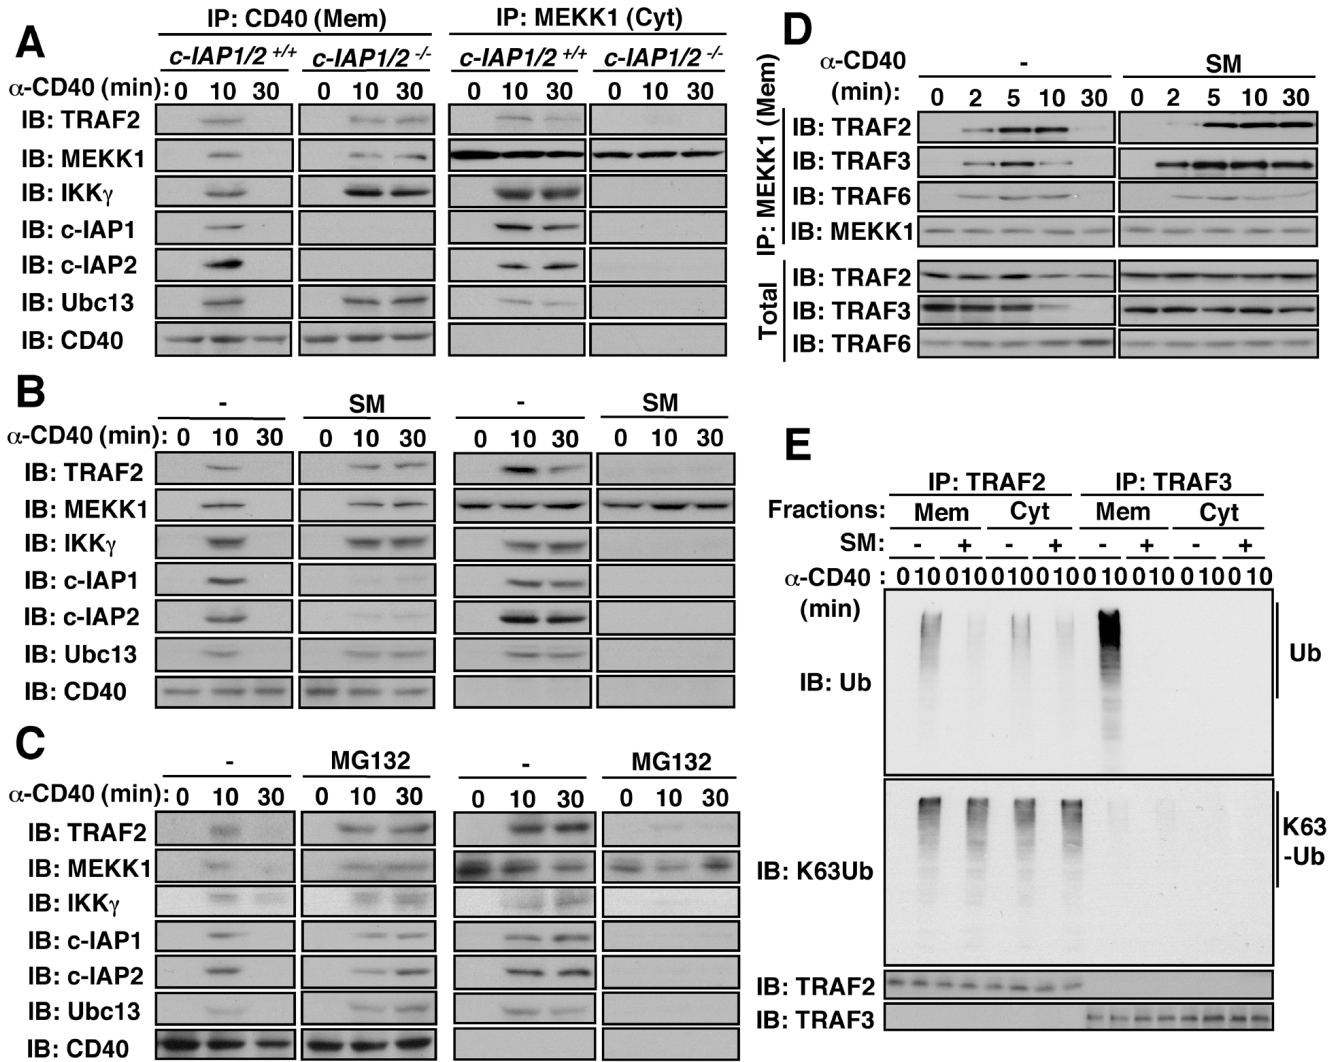 A
IP: CD40 (Mem) IP: MEKK1 (Cyt)
c-IAP1/2 +/+ c-IAP1/2 -/- c-IAP1/2 +/+ c-IAP1/2 -/-
α-CD40 (min): 0 10 30 0 10 30 0 10 30 0 10 30
IB: TRAF2
IB: MEKK1
IB: IKKγ
IB: c-IAP1
IB: c-IAP2
IB: Ubc13
IB: CD40
B
- SM - SM
α-CD40 (min): 0 10 30 0 10 30 0 10 30 0 10 30
IB: TRAF2
IB: MEKK1
IB: IKKγ
IB: c-IAP1
IB: c-IAP2
IB: Ubc13
IB: CD40
C
- MG132 - MG132
α-CD40 (min): 0 10 30 0 10 30 0 10 30 0 10 30
IB: TRAF2
IB: MEKK1
IB: IKKγ
IB: c-IAP1
IB: c-IAP2
IB: Ubc13
IB: CD40
D
α-CD40 - SM
(min): 0 2 5 10 30 0 2 5 10 30
IP: MEKK1 (Mem)
IB: TRAF2
IB: TRAF3
IB: TRAF6
IB: MEKK1
Total
IB: TRAF2
IB: TRAF3
IB: TRAF6
E
IP: TRAF2 IP: TRAF3
Fractions: Mem Cyt Mem Cyt
SM: - + - + - + - +
α-CD40 : 0 10 0 10 0 10 0 10 0 10 0 10 0 10 0 10
(min)
IB: Ub
Ub
IB: K63Ub
K63
-Ub
IB: TRAF2
IB: TRAF3